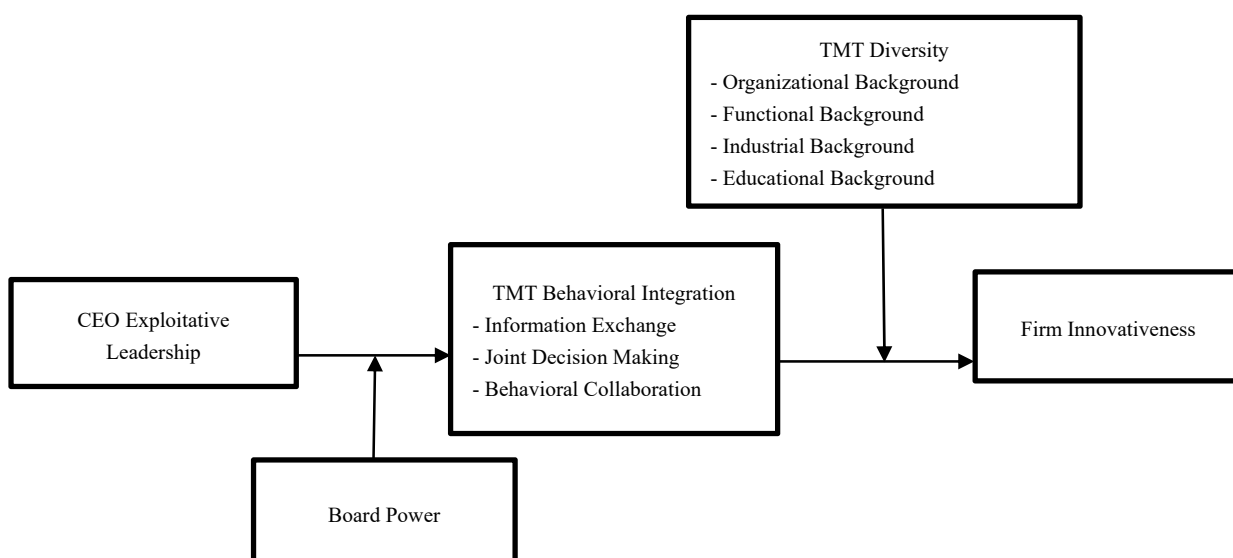 TMT Diversity
- Organizational Background
- Functional Background
- Industrial Background
- Educational Background
CEO Exploitative
Leadership
TMT Behavioral Integration
- Information Exchange
- Joint Decision Making
- Behavioral Collaboration
Firm Innovativeness
Board Power